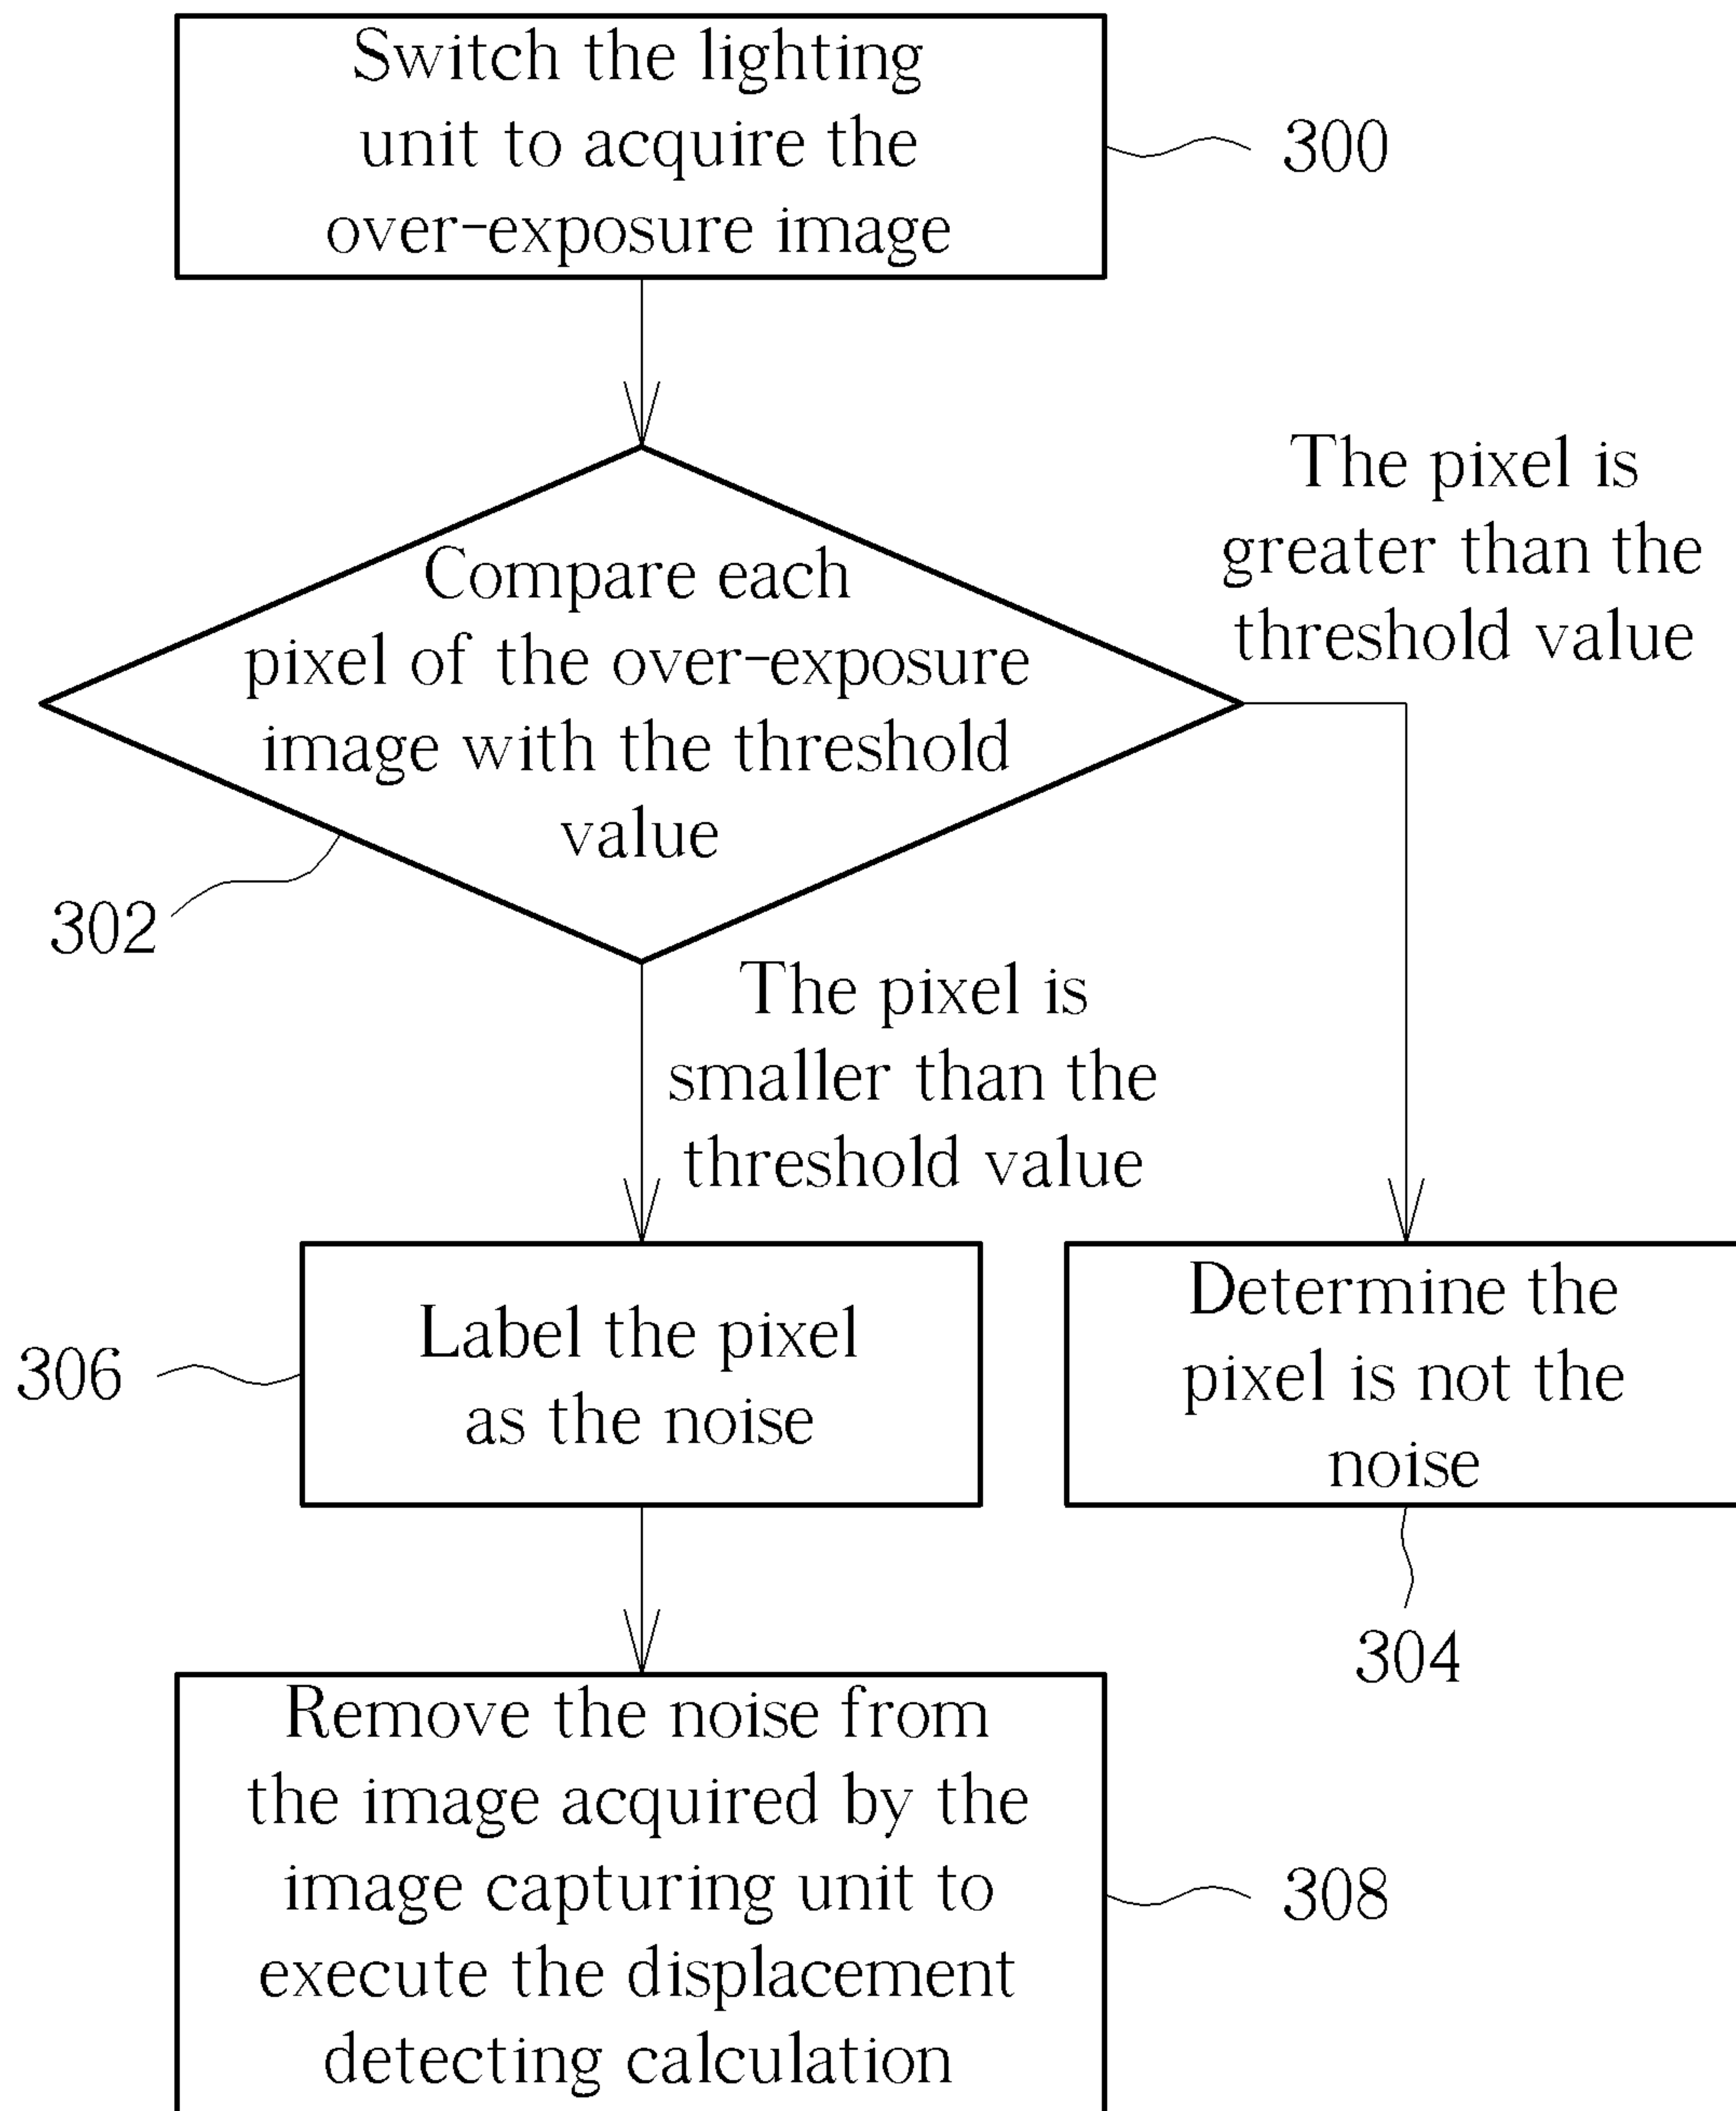 Switch the lighting
unit to acquire the
over-exposure image
300
The pixel is
greater than the
threshold value
Compare each
pixel of the over-exposure
image with the threshold
value
302
The pixel is
smaller than the
threshold value
Label the pixel
as the noise
306
Determine the
pixel is not the
noise
304
Remove the noise from
the image acquired by the
image capturing unit to
execute the displacement
detecting calculation
308